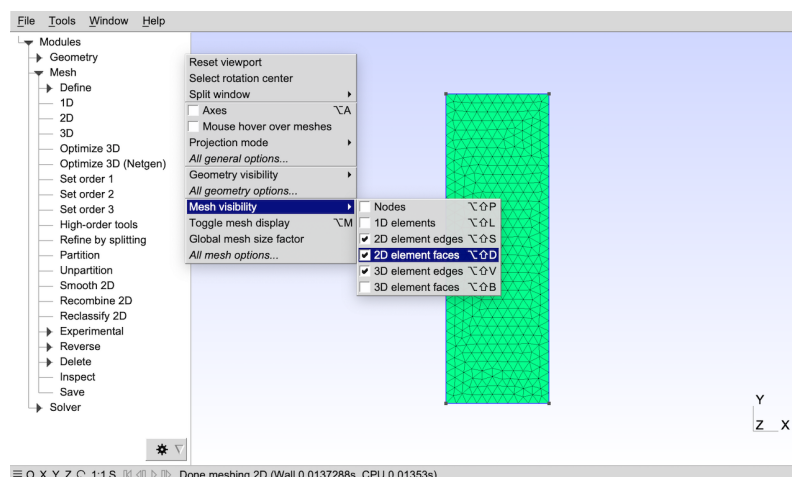 File Tools Window Help
Modules
Geometry
Mesh
Define
1D
2D
3D
Optimize 3D
Optimize 3D (Netgen)
Set order 1
Set order 2
Set order 3
High-order tools
Refine by splitting
Partition
Unpartition
Smooth 2D
Recombine 2D
Reclassify 2D
Experimental
Reverse
Delete
Inspect
Save
Solver
Reset viewport
Select rotation center
Split window
Axes ⌥A
Mouse hover over meshes
Projection mode
All general options...
Geometry visibility
All geometry options...
Mesh visibility
Toggle mesh display ⌥M
Global mesh size factor
All mesh options...
Nodes ⌥⇧P
1D elements ⌥⇧L
2D element edges ⌥⇧S
2D element faces ⌥⇧D
3D element edges ⌥⇧V
3D element faces ⌥⇧B
Y
Z X
O X Y Z 1:1 S Done meshing 2D (Wall 0.0137288s, CPU 0.01353s)